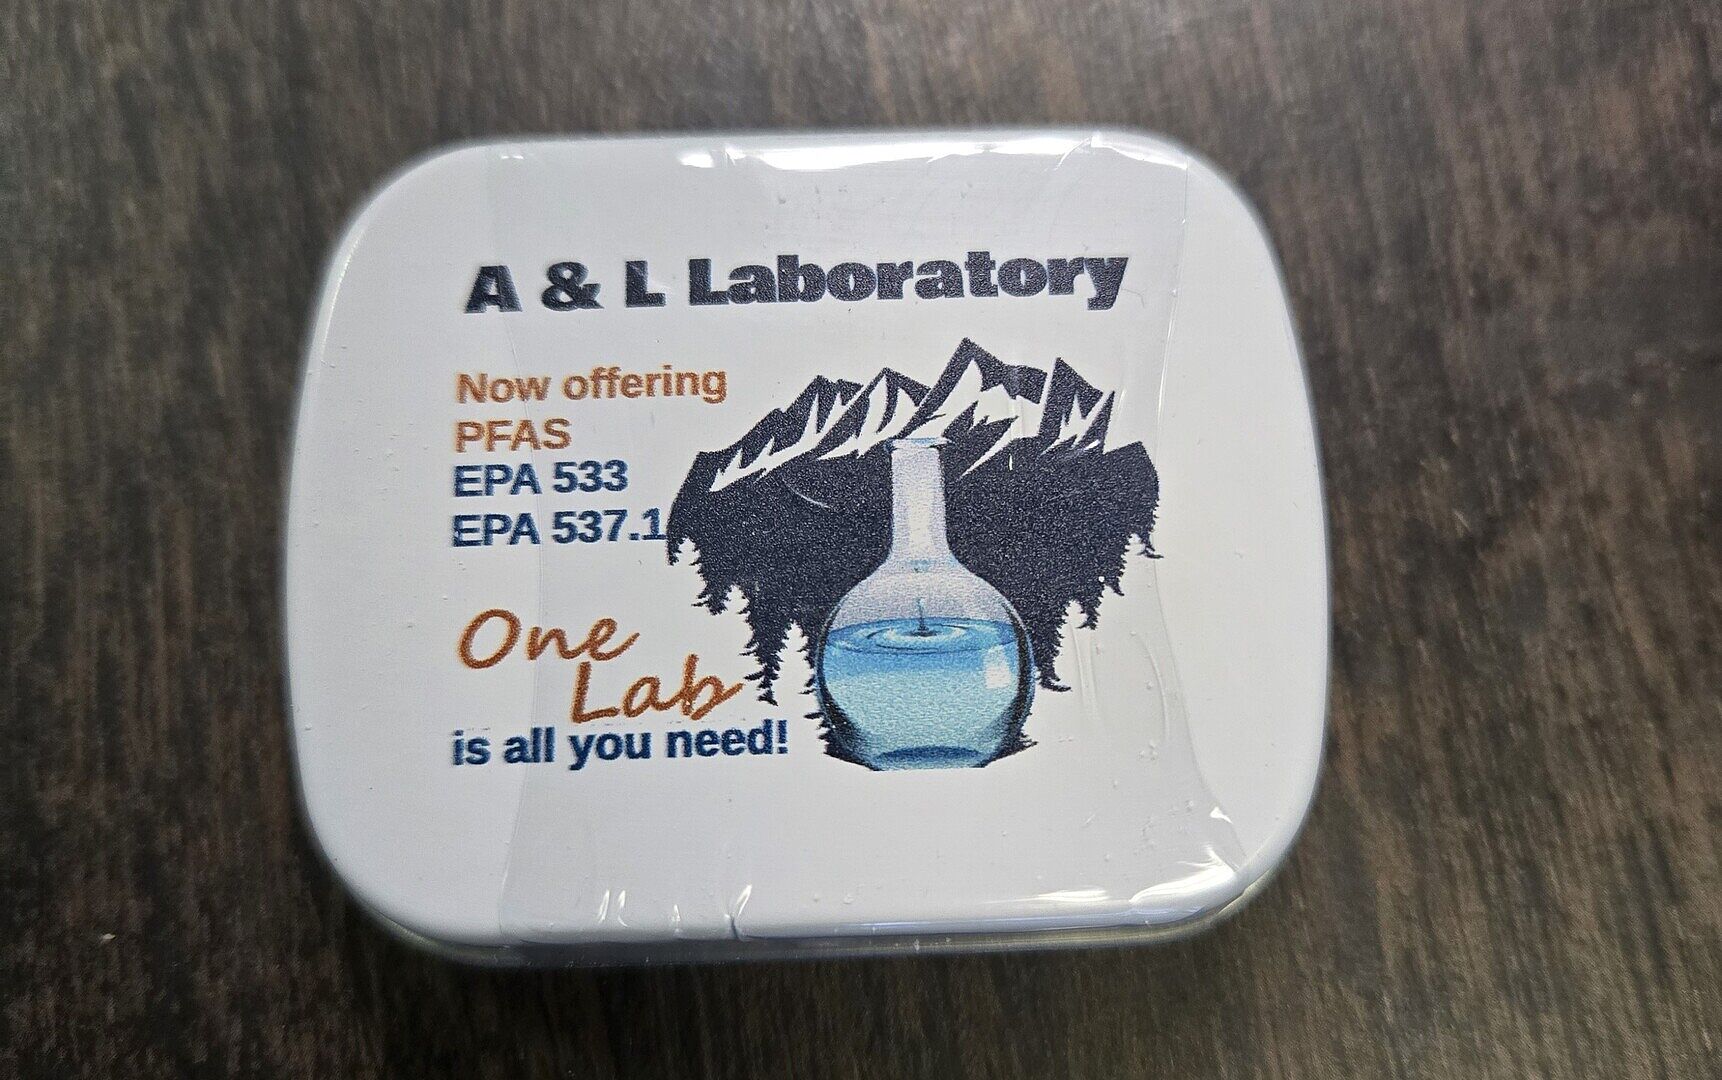 A & L Laboratory
Now offering
PFAS
EPA 533
EPA 537.1
One
Lab
is all you need!